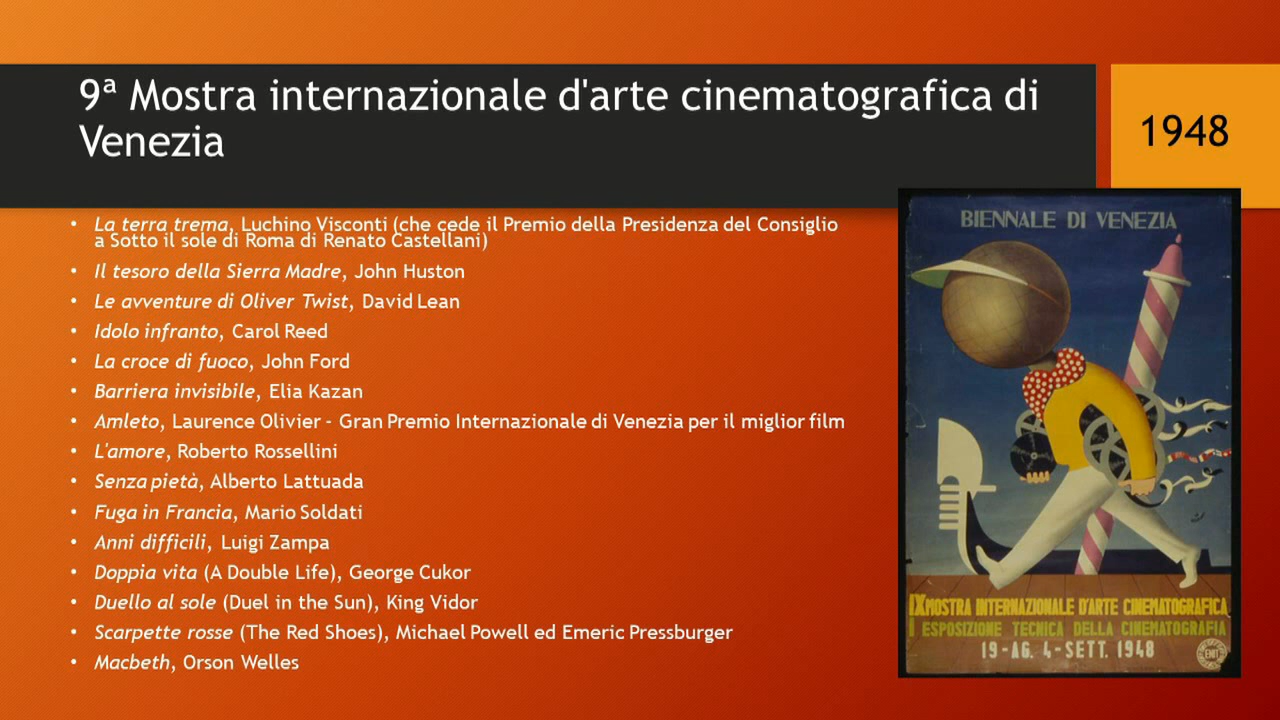 9ª Mostra internazionale d'arte cinematografica di
Venezia
1948
• La terra trema, Luchino Visconti (che cede il Premio della Presidenza del Consiglio
a Sotto il sole di Roma di Renato Castellani)
• Il tesoro della Sierra Madre, John Huston
• Le avventure di Oliver Twist, David Lean
• Idolo infranto, Carol Reed
• La croce di fuoco, John Ford
• Barriera invisibile, Elia Kazan
• Amleto, Laurence Olivier - Gran Premio Internazionale di Venezia per il miglior film
• L'amore, Roberto Rossellini
• Senza pietà, Alberto Lattuada
• Fuga in Francia, Mario Soldati
• Anni difficili, Luigi Zampa
• Doppia vita (A Double Life), George Cukor
• Duello al sole (Duel in the Sun), King Vidor
• Scarpette rosse (The Red Shoes), Michael Powell ed Emeric Pressburger
• Macbeth, Orson Welles
BIENNALE DI VENEZIA
IX MOSTRA INTERNAZIONALE D'ARTE CINEMATOGRAFICA
ESPOSIZIONE TECNICA DELLA CINEMATOGRAFIA
19-AG. 4-SETT. 1948
ENIT